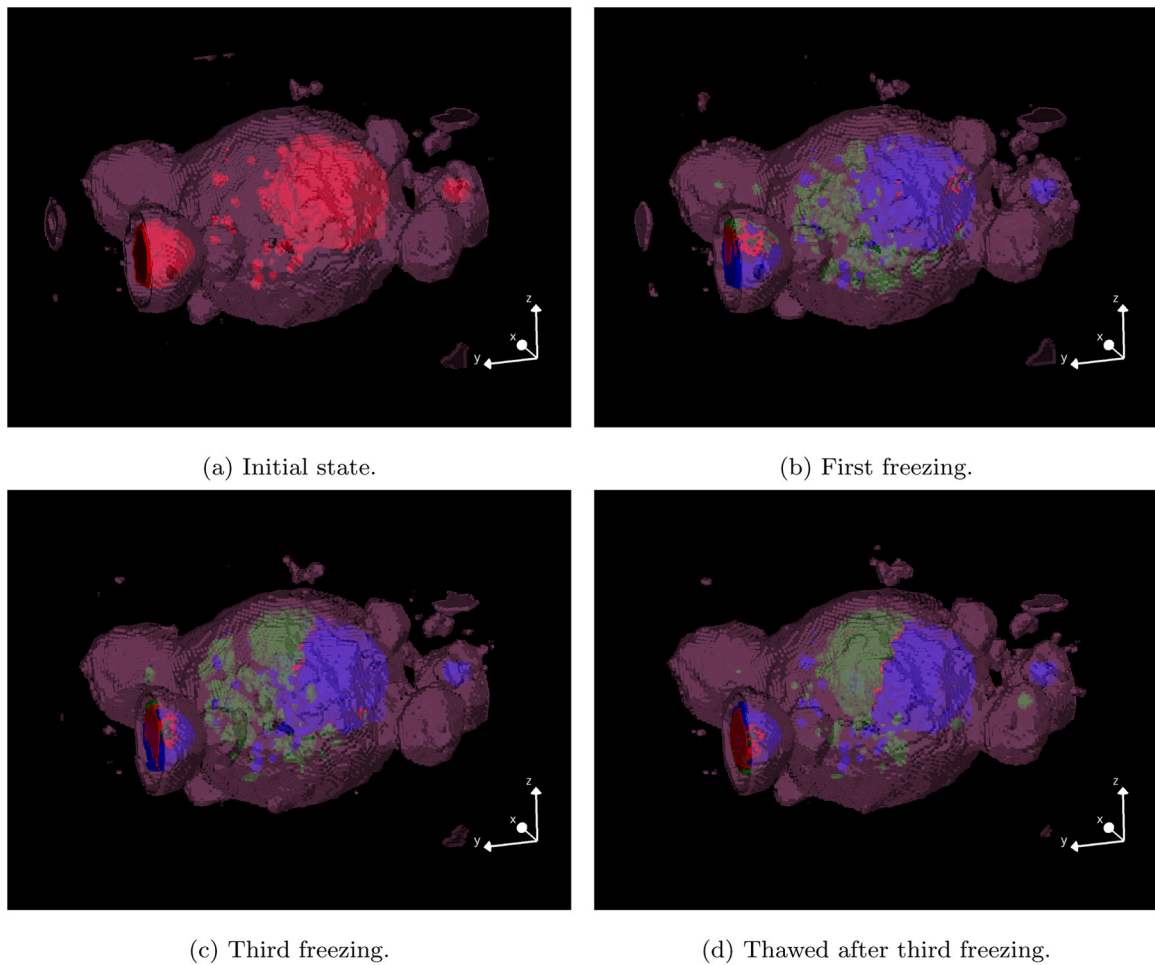 z
x
y
z
x
y
(a) Initial state.
(b) First freezing.
z
x
y
z
x
y
(c) Third freezing.
(d) Thawed after third freezing.